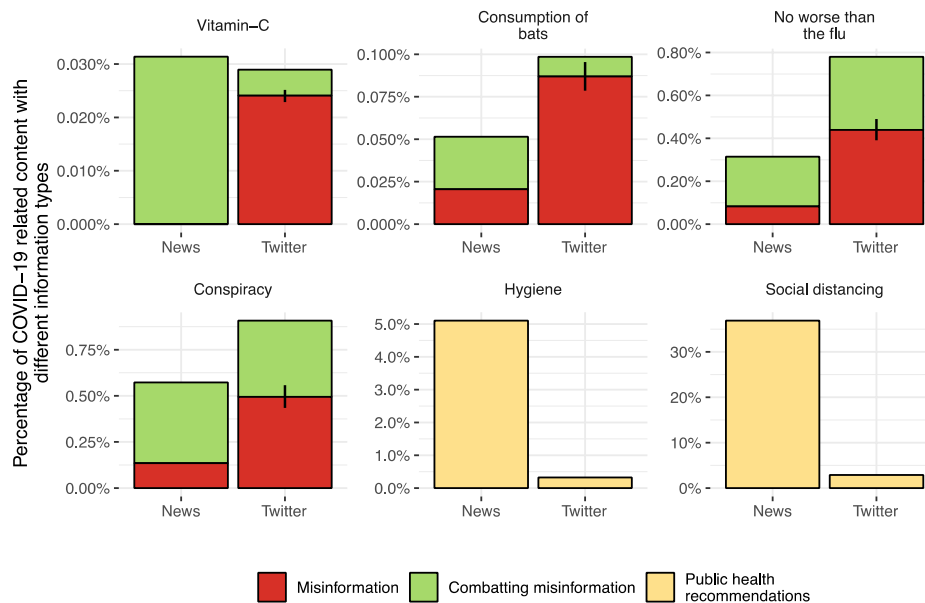 Percentage of COVID−19 related content with
different information types
Vitamin−C
0.030%
0.020%
0.010%
0.000%
News
Twitter
Consumption of
bats
0.100%
0.075%
0.050%
0.025%
0.000%
News
Twitter
No worse than
the flu
0.80%
0.60%
0.40%
0.20%
0.00%
News
Twitter
Conspiracy
0.75%
0.50%
0.25%
0.00%
News
Twitter
Hygiene
5.0%
4.0%
3.0%
2.0%
1.0%
0.0%
News
Twitter
Social distancing
30%
20%
10%
0%
News
Twitter
Misinformation
Combatting misinformation
Public health
recommendations